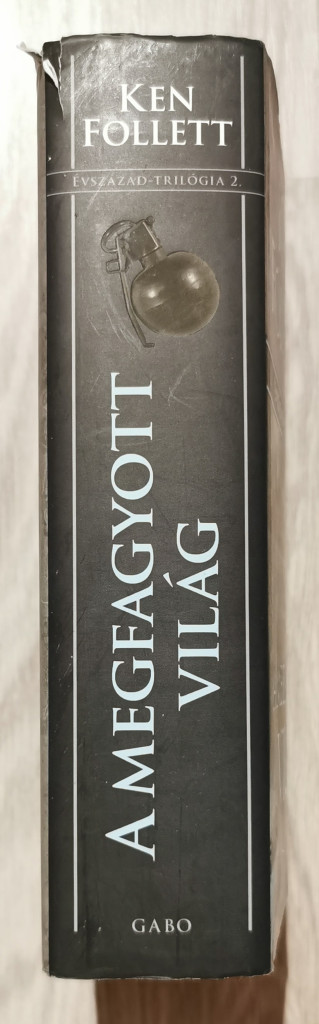 KEN
FOLLETT
ÉVSZÁZAD-TRILÓGIA 2.
A MEGFAGYOTT
VILÁG
GABO